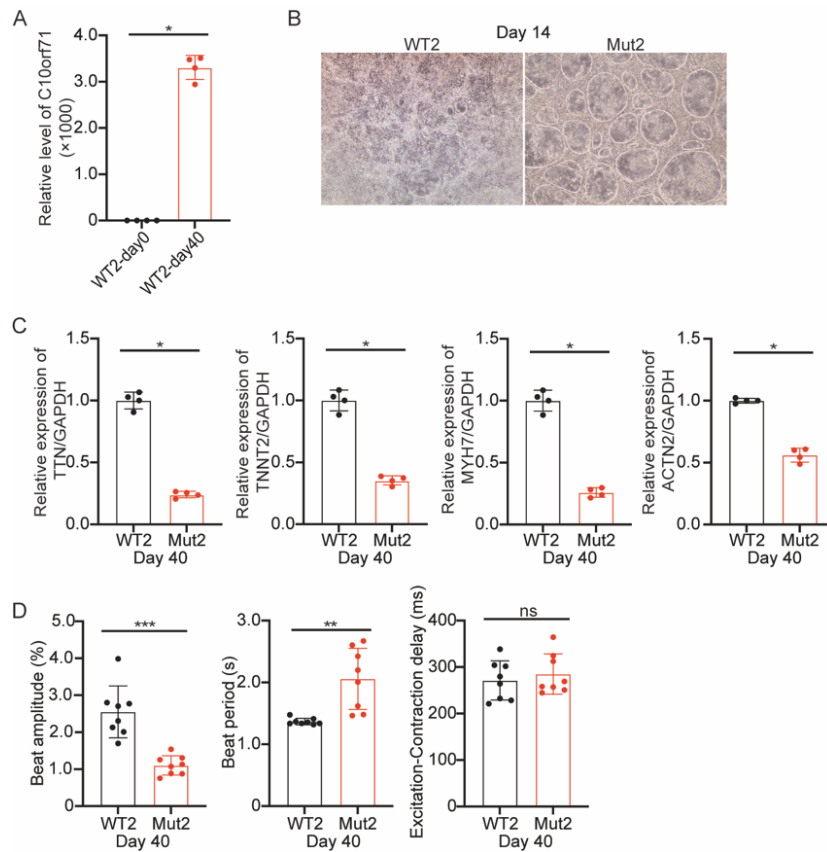 A
Relative level of C10orf71
(×1000)
*
4.0
3.0
2.0
1.0
0
WT2-day0
WT2-day40
B
Day 14
WT2
Mut2
C
Relative expression of
TTN/GAPDH
*
1.5
1.0
0.5
0.0
WT2
Mut2
Day 40
Relative expression of
TNNT2/GAPDH
*
1.5
1.0
0.5
0.0
WT2
Mut2
Day 40
Relative expression of
MYH7/GAPDH
*
1.5
1.0
0.5
0.0
WT2
Mut2
Day 40
Relative expressionof
ACTN2/GAPDH
*
1.5
1.0
0.5
0.0
WT2
Mut2
Day 40
D
Beat amplitude (%)
***
5.0
4.0
3.0
2.0
1.0
0
WT2
Mut2
Day 40
Beat period (s)
**
3.0
2.0
1.0
0
WT2
Mut2
Day 40
Excitation-Contraction delay (ms)
ns
400
300
200
100
0
WT2
Mut2
Day 40